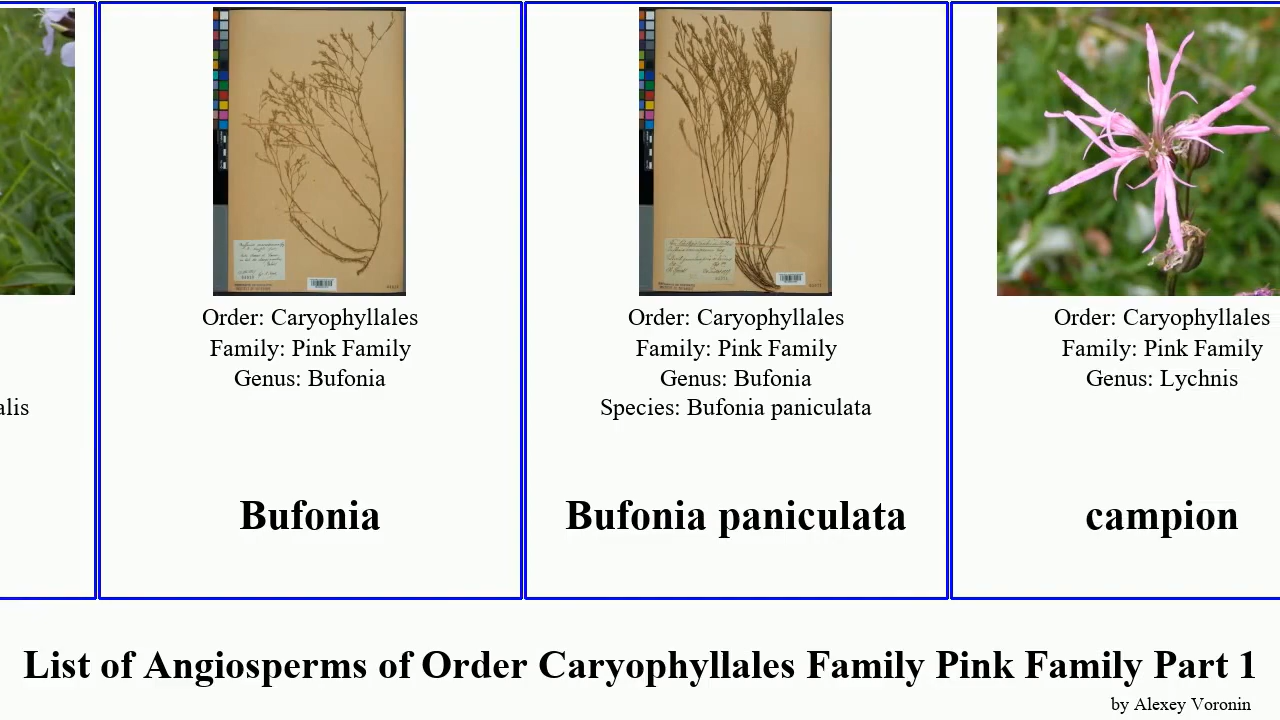 alis
Order: Caryophyllales
Family: Pink Family
Genus: Bufonia
Bufonia
Order: Caryophyllales
Family: Pink Family
Genus: Bufonia
Species: Bufonia paniculata
Bufonia paniculata
Order: Caryophyllales
Family: Pink Family
Genus: Lychnis
campion
List of Angiosperms of Order Caryophyllales Family Pink Family Part 1
by Alexey Voronin